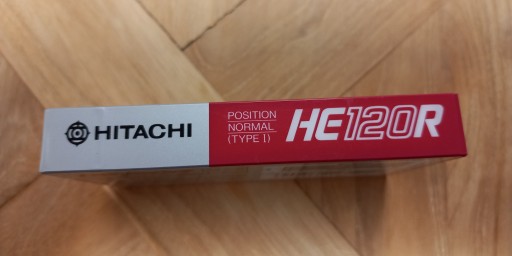 HITACHI
POSITION
NORMAL
(TYPE I)
HE120R